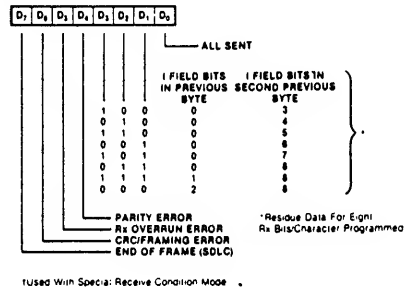 D7 D6 D5 D4 D3 D2 D1 D0
ALL SENT
I FIELD BITS I FIELD BITS IN
IN PREVIOUS SECOND PREVIOUS
BYTE BYTE
1 0 0 0 3
0 1 0 0 4
1 1 0 0 5
0 0 1 0 6
1 0 1 0 7
0 1 1 0 8
1 1 1 1 8
0 0 0 2 8
PARITY ERROR
Rx OVERRUN ERROR
CRC/FRAMING ERROR
END OF FRAME (SDLC)
*Residue Data For Eight
Rx Bits/Character Programmed
†Used With Special Receive Condition Mode